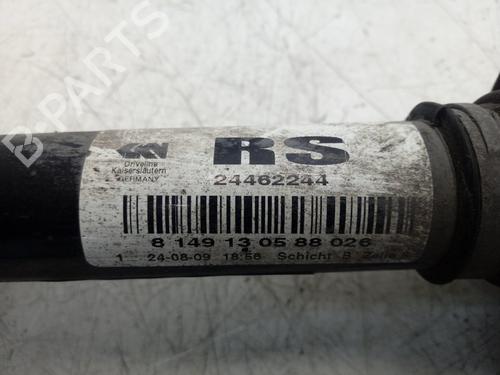 B-PARTS
GKN
Driveline
Kaiserslautern
GERMANY
RS
24462244
8 149 13 05 88 026
1 24-08-09 18:56 Schicht B